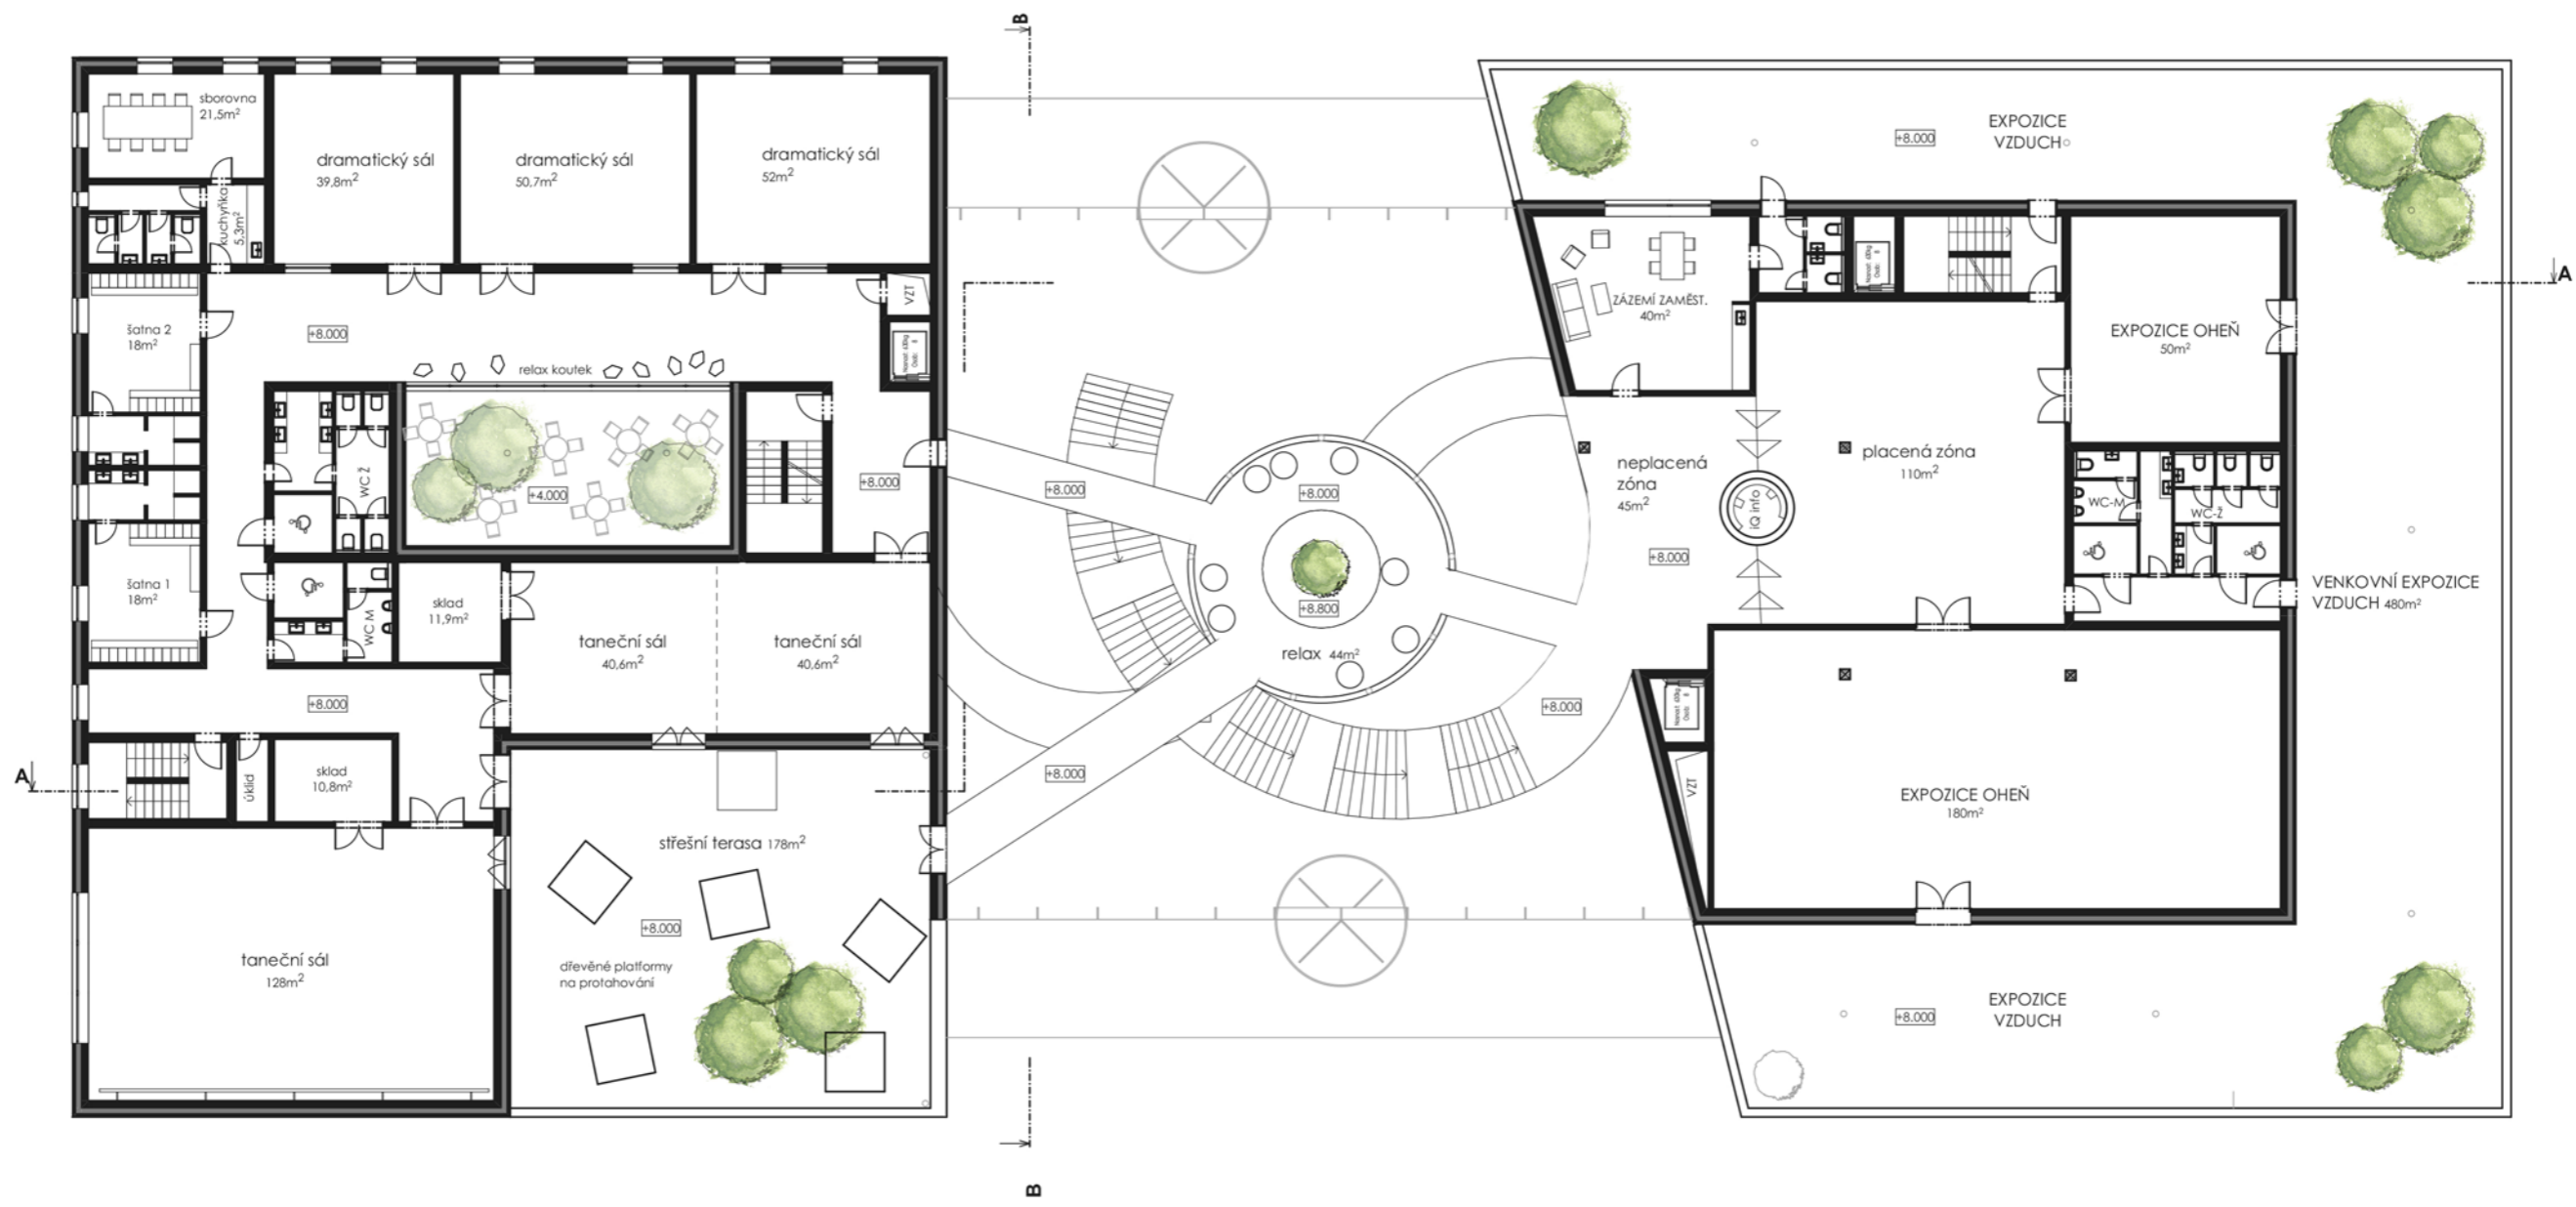 B
sborovna
21,5m²
kuchyňka
5,3m²
dramatický sál
39,8m²
dramatický sál
50,7m²
dramatický sál
52m²
VZT
šatna 2
18m²
+8.000
relax koutek
WC Ž
+4.000
+8.000
šatna 1
18m²
WC M
sklad
11,9m²
taneční sál
40,6m²
taneční sál
40,6m²
+8.000
A
úklid
sklad
10,8m²
střešní terasa 178m²
+8.000
dřevěné platformy
na protahování
taneční sál
128m²
+8.000
+8.000
+8.000
+8.800
relax 44m²
+8.000
B
EXPOZICE
VZDUCH
+8.000
A
ZÁZEMÍ ZAMĚST.
40m²
EXPOZICE OHEŇ
50m²
neplacená
zóna
45m²
placená zóna
110m²
iQ info
+8.000
WC-M
WC-Ž
VENKOVNÍ EXPOZICE
VZDUCH 480m²
VZT
EXPOZICE OHEŇ
180m²
+8.000
EXPOZICE
VZDUCH